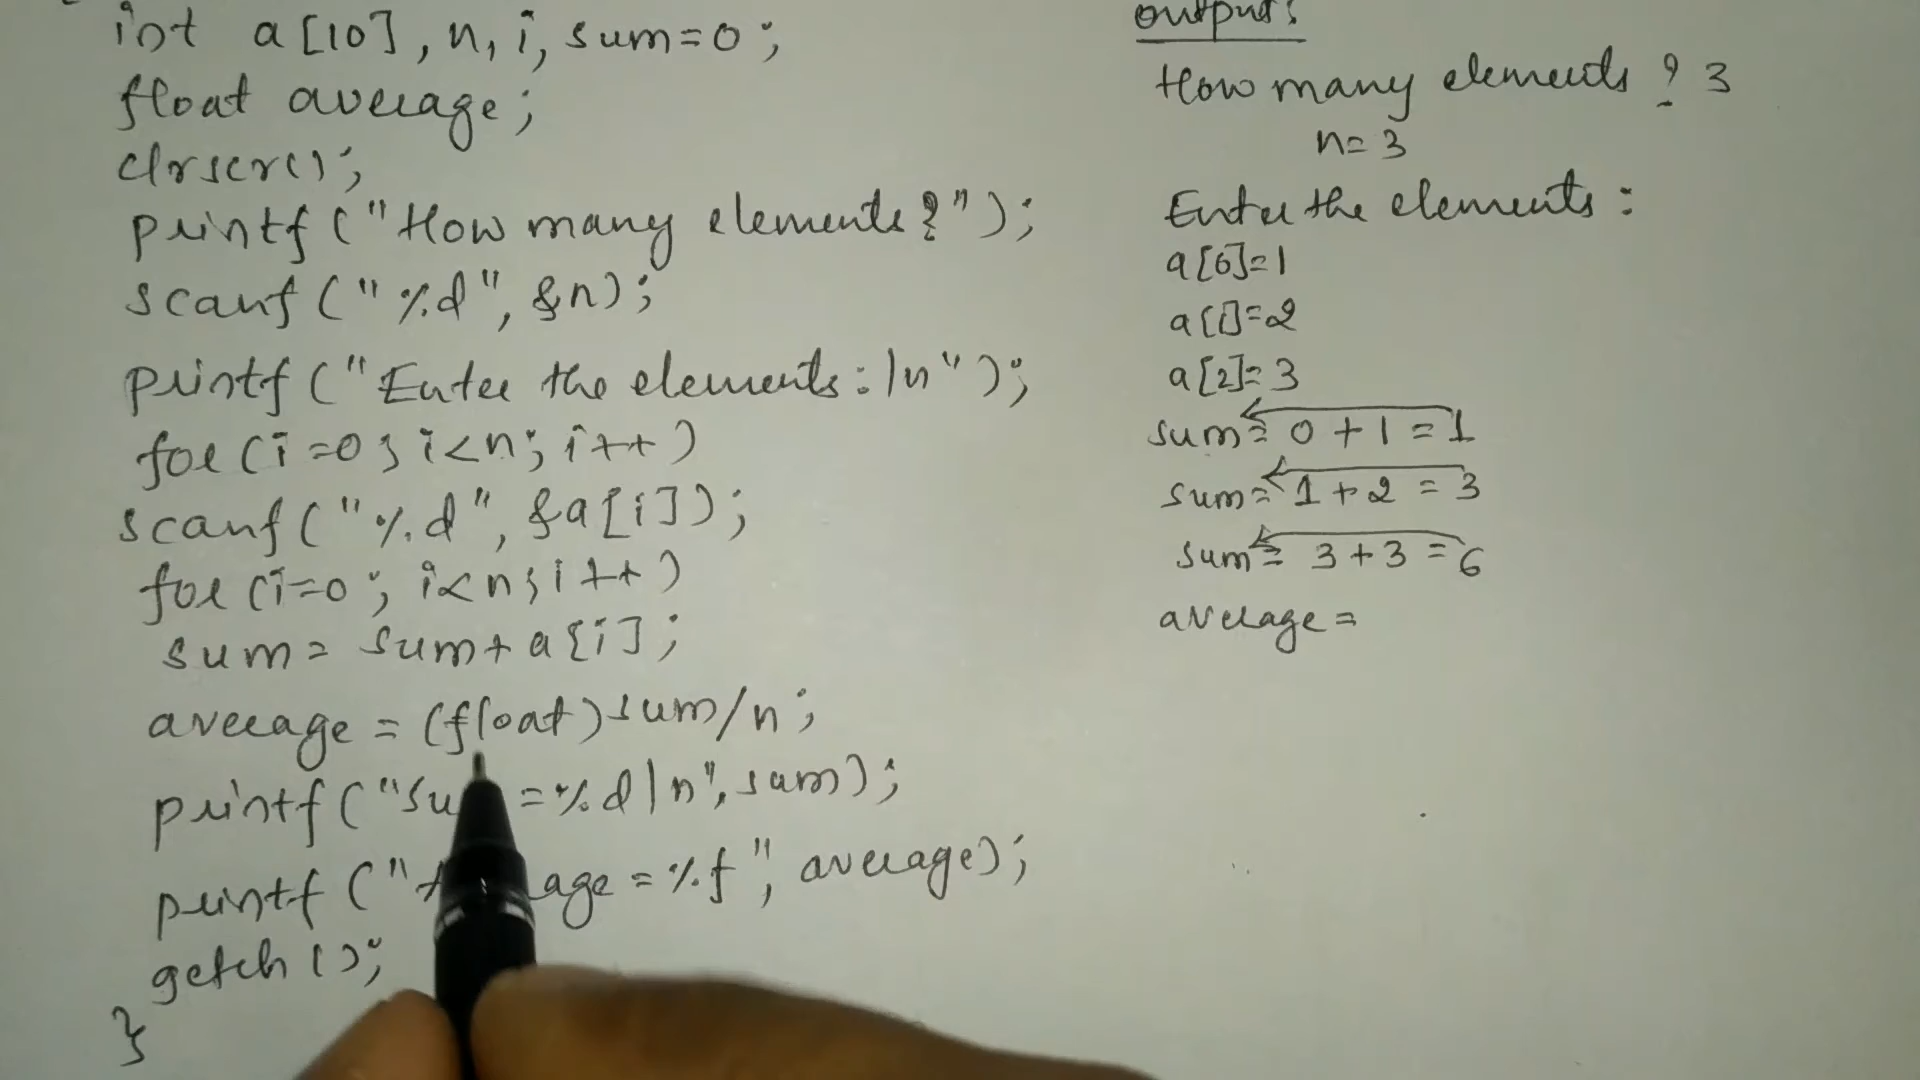 int a[10], n, i, sum=0;
float average;
clrscr();
printf("How many elements?");
scanf("%d", &n);
printf("Enter the elements:\n");
for(i=0; i<n; i++)
scanf("%d", &a[i]);
for(i=0; i<n; i++)
sum= sum+a[i];
average = (float)sum/n;
printf("Su =%d\n", sum);
printf("A age = %f", average);
getch();
}
output:
How many elements? 3
n=3
Enter the elements:
a[0]=1
a[1]=2
a[2]=3
sum= 0+1=1
sum= 1+2=3
sum= 3+3=6
average=